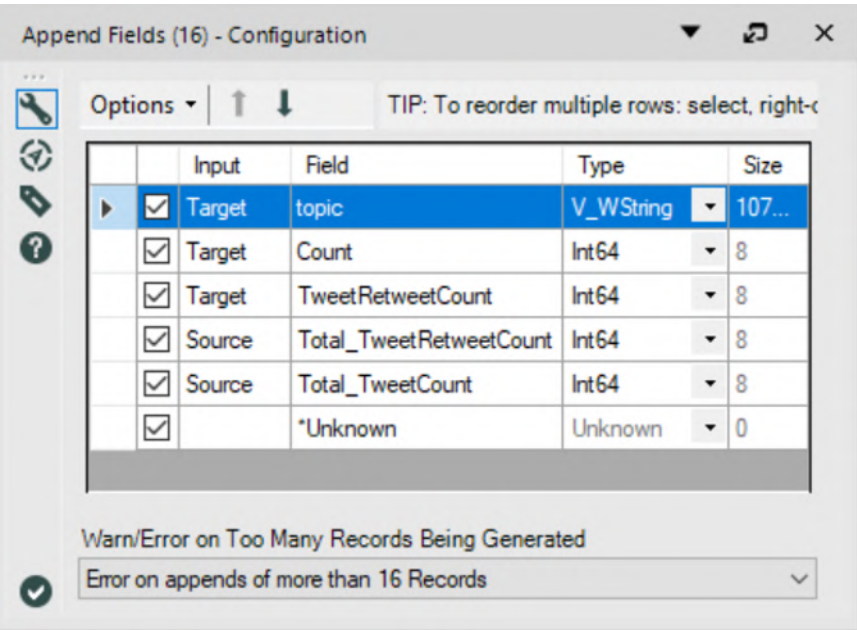 Append Fields (16) - Configuration
Options TIP: To reorder multiple rows: select, right-c
Input Field Type Size
Target topic V_WString 107...
Target Count Int64 8
Target TweetRetweetCount Int64 8
Source Total_TweetRetweetCount Int64 8
Source Total_TweetCount Int64 8
*Unknown Unknown 0
Warn/Error on Too Many Records Being Generated
Error on appends of more than 16 Records